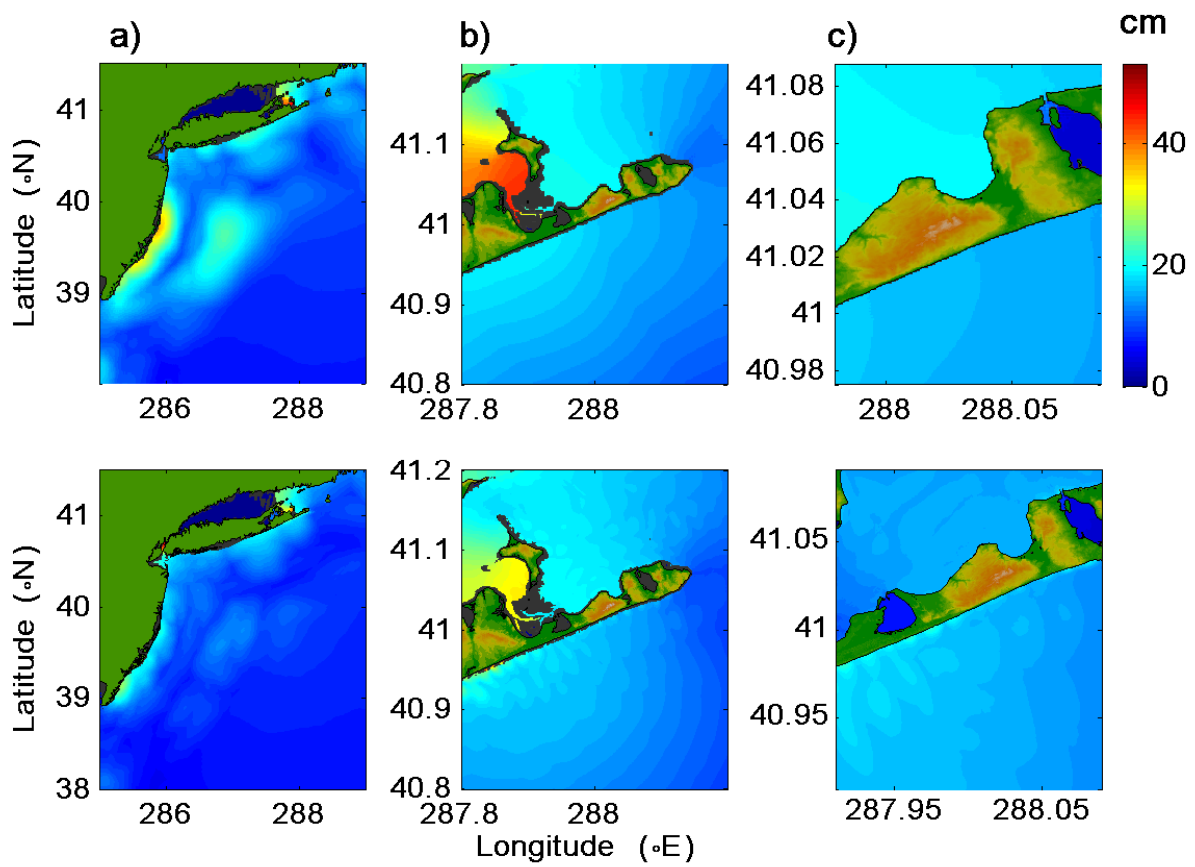 a) b) c) cm
41 40 39 286 288
Latitude (∘N)
41.1 41 40.9 40.8 287.8 288
41.08 41.06 41.04 41.02 41 40.98 288 288.05
40 20 0
41 40 39 38 286 288
Latitude (∘N)
41.2 41.1 41 40.9 40.8 287.8 288
41.05 41 40.95 287.95 288.05
Longitude (∘E)